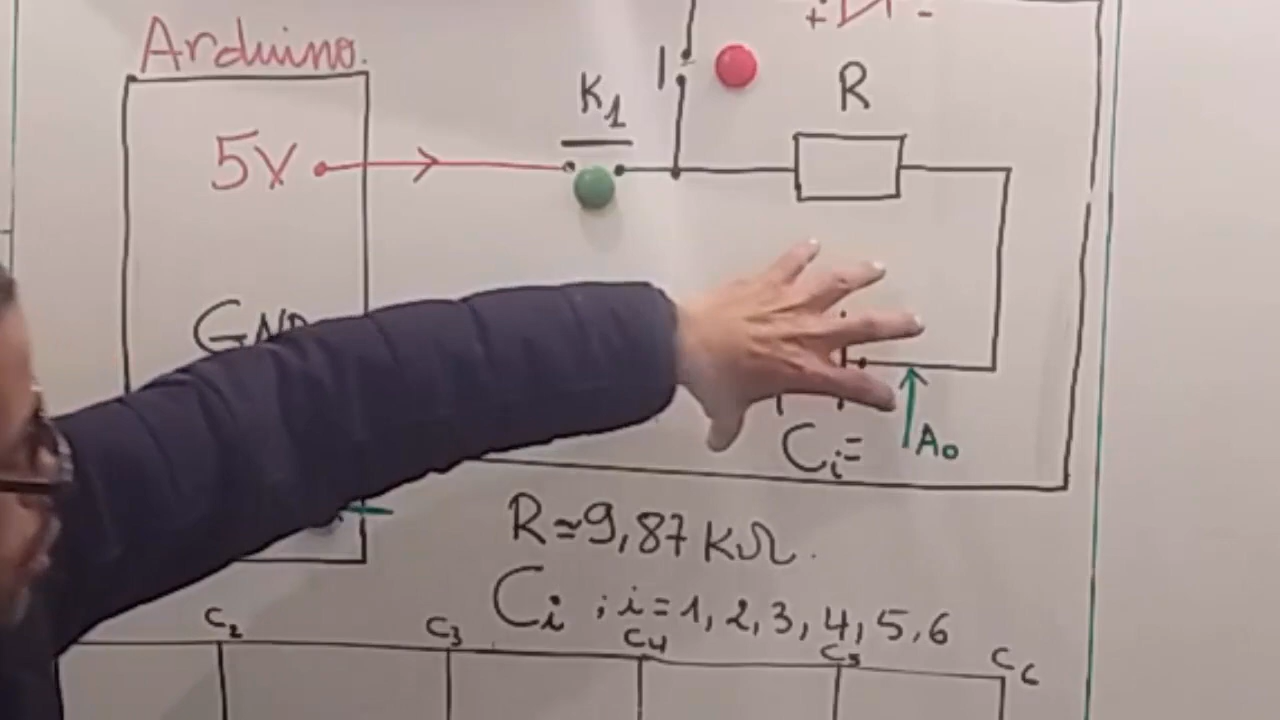 Arduino.
+ -
K1
R
5V
GND
Ci=
A0
R≃9,87 KΩ.
Ci ; i=1, 2, 3, 4, 5, 6
C2 C3 C4 C5 C6